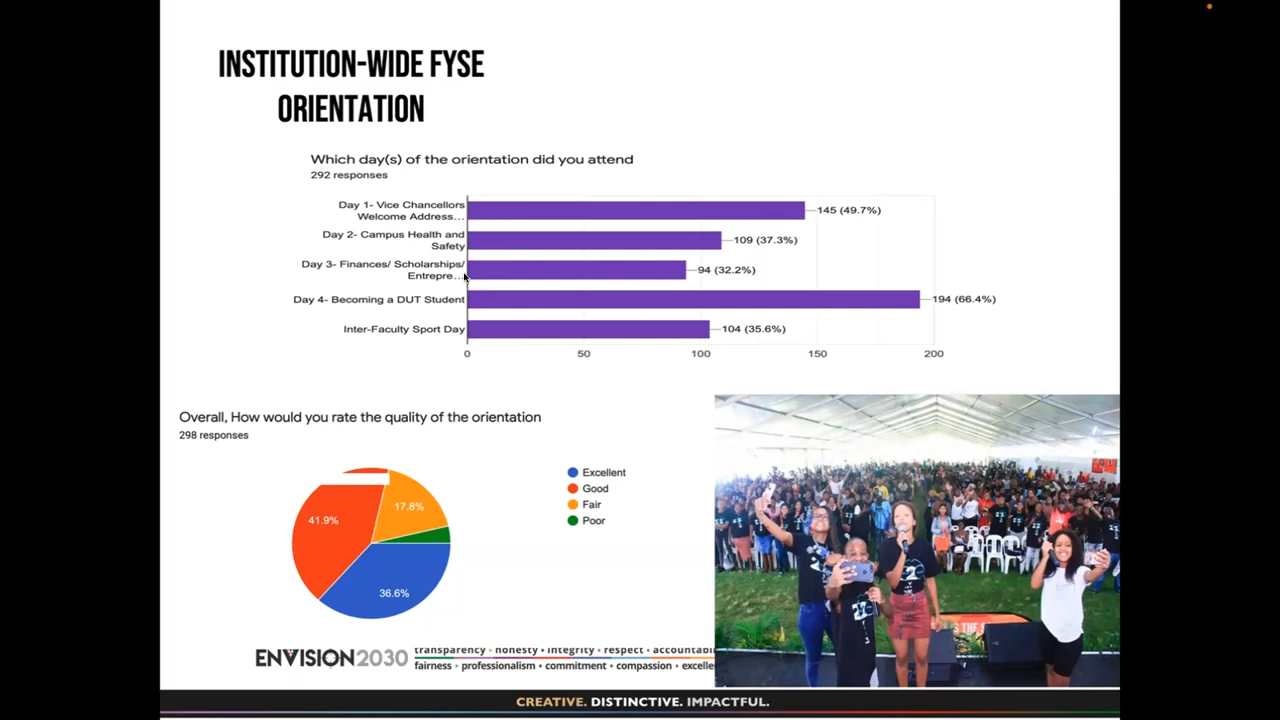 INSTITUTION-WIDE FYSE
ORIENTATION
Which day(s) of the orientation did you attend
292 responses
Day 1- Vice Chancellors
Welcome Address…
145 (49.7%)
Day 2- Campus Health and
Safety
109 (37.3%)
Day 3- Finances/ Scholarships/
Entrepre…
94 (32.2%)
Day 4- Becoming a DUT Student
194 (66.4%)
Inter-Faculty Sport Day
104 (35.6%)
0 50 100 150 200
Overall, How would you rate the quality of the orientation
298 responses
Excellent
Good
Fair
Poor
17.8%
41.9%
36.6%
ENVISION2030
transparency • honesty • integrity • respect • accountabil
fairness • professionalism • commitment • compassion • excelle
CREATIVE. DISTINCTIVE. IMPACTFUL.